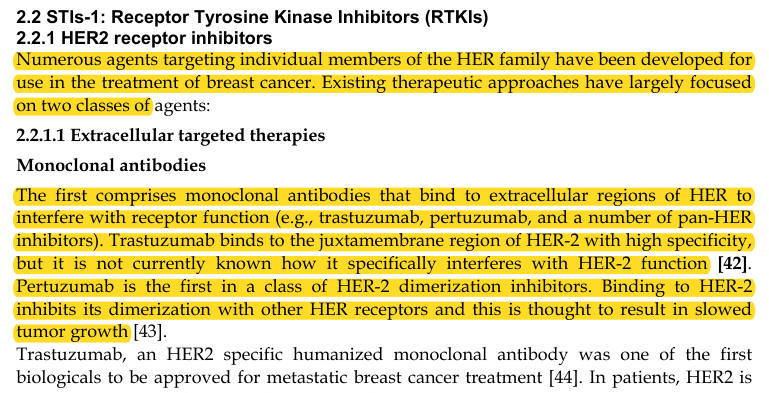 2.2 STIs-1: Receptor Tyrosine Kinase Inhibitors (RTKIs)
2.2.1 HER2 receptor inhibitors
Numerous agents targeting individual members of the HER family have been developed for
use in the treatment of breast cancer. Existing therapeutic approaches have largely focused
on two classes of agents:
2.2.1.1 Extracellular targeted therapies
Monoclonal antibodies
The first comprises monoclonal antibodies that bind to extracellular regions of HER to
interfere with receptor function (e.g., trastuzumab, pertuzumab, and a number of pan-HER
inhibitors). Trastuzumab binds to the juxtamembrane region of HER-2 with high specificity,
but it is not currently known how it specifically interferes with HER-2 function [42].
Pertuzumab is the first in a class of HER-2 dimerization inhibitors. Binding to HER-2
inhibits its dimerization with other HER receptors and this is thought to result in slowed
tumor growth [43].
Trastuzumab, an HER2 specific humanized monoclonal antibody was one of the first
biologicals to be approved for metastatic breast cancer treatment [44]. In patients, HER2 is